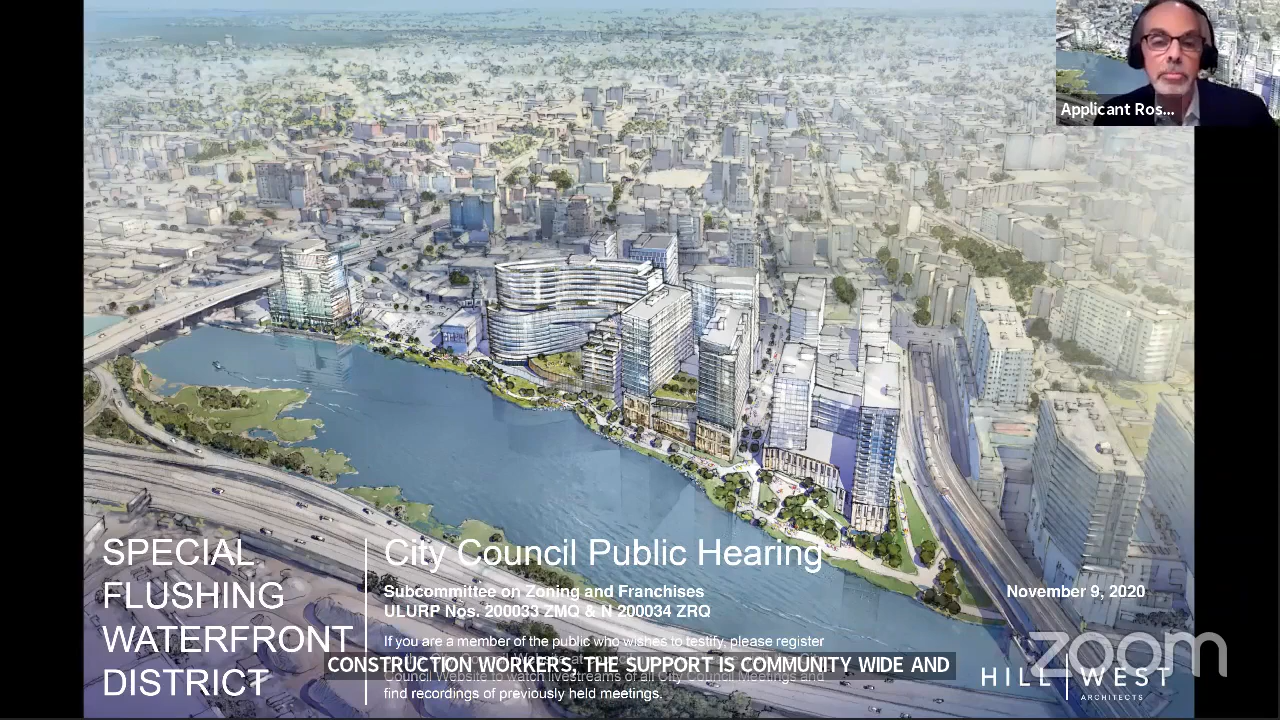 Applicant Ros...
SPECIAL
FLUSHING
WATERFRONT
DISTRICT
City Council Public Hearing
Subcommittee on Zoning and Franchises
ULURP Nos. 200033 ZMQ & N 200034 ZRQ
November 9, 2020
If you are a member of the public who wishes to testify, please register
CONSTRUCTION WORKERS, THE SUPPORT IS COMMUNITY WIDE AND
Council Website to watch livestreams of all City Council Meetings and
find recordings of previously held meetings.
zoom
HILL WEST
ARCHITECTS